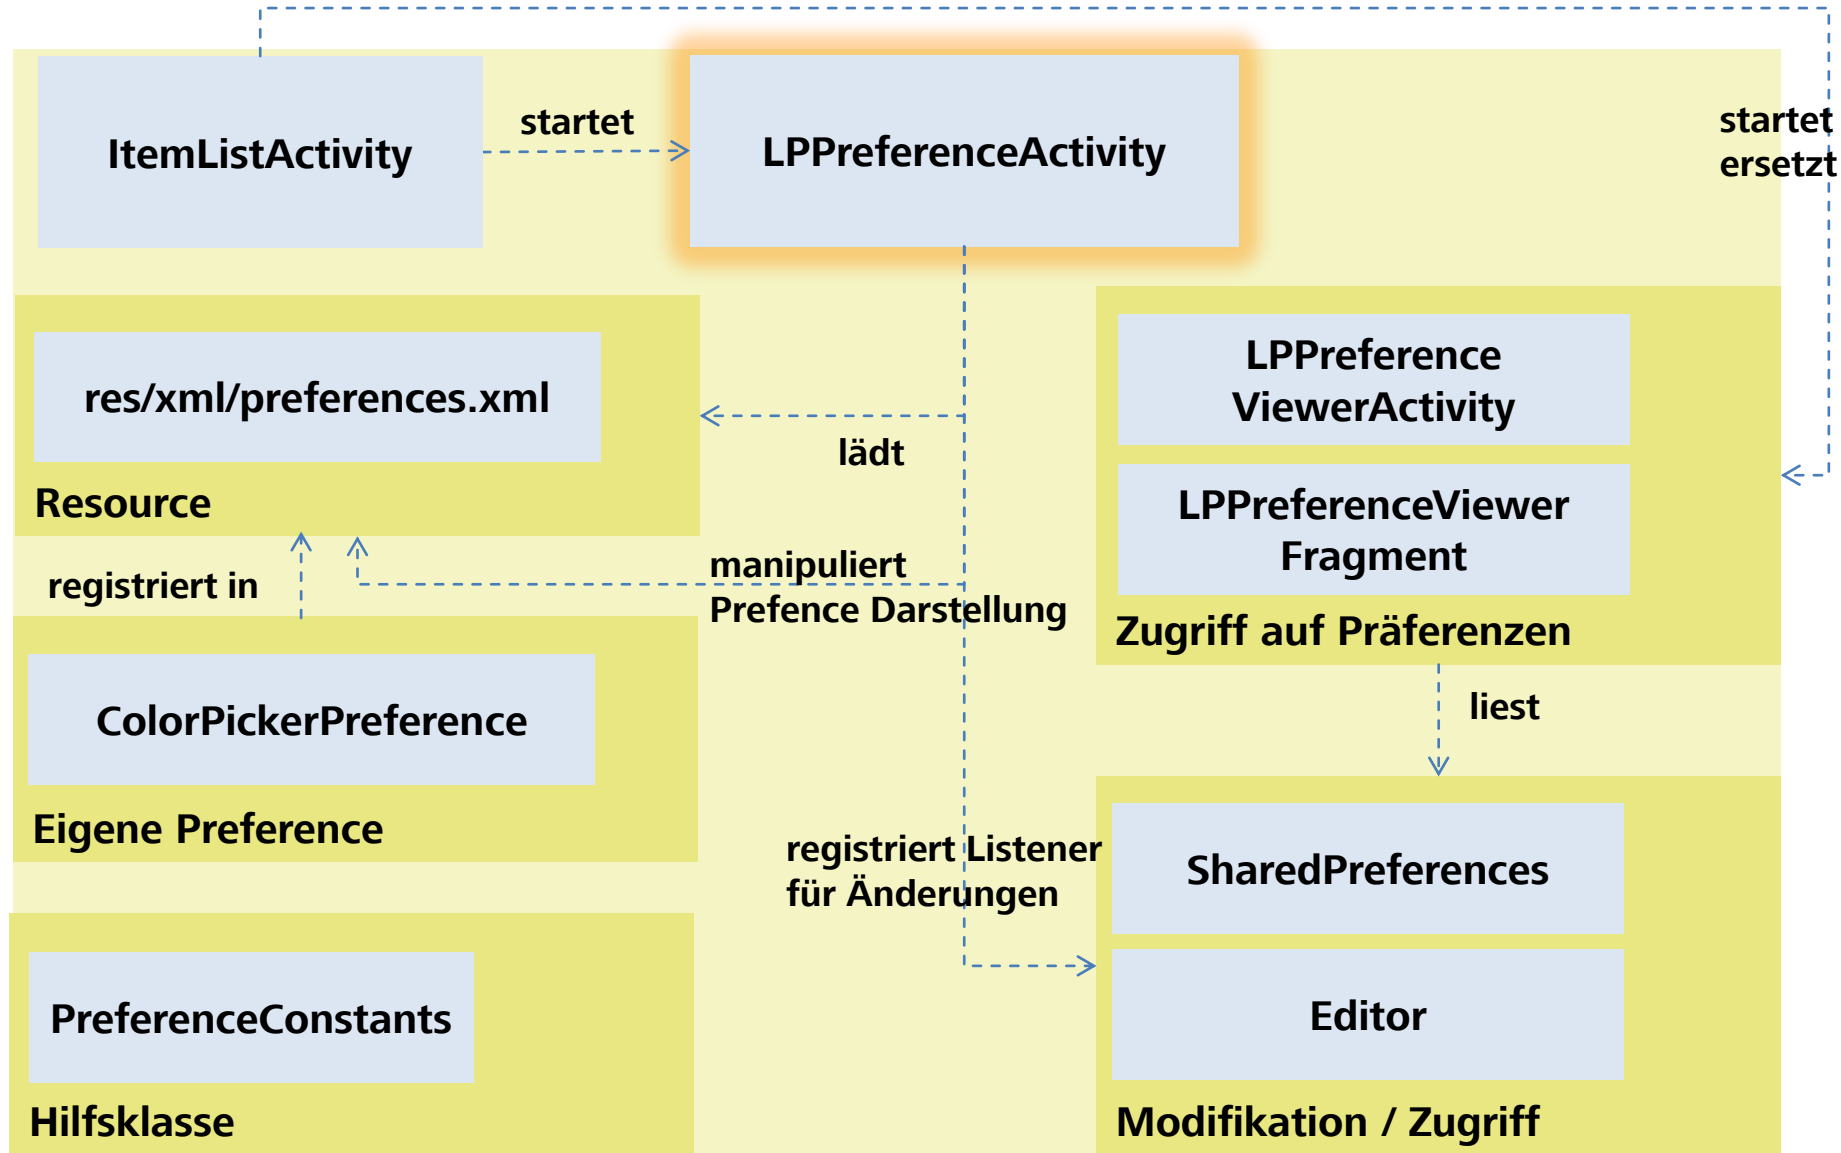 ItemListActivity
startet
LPPreferenceActivity
startet
ersetzt
res/xml/preferences.xml
Resource
lädt
LPPreference
ViewerActivity
LPPreferenceViewer
Fragment
Zugriff auf Präferenzen
registriert in
manipuliert
Prefence Darstellung
ColorPickerPreference
Eigene Preference
liest
registriert Listener
für Änderungen
SharedPreferences
Editor
Modifikation / Zugriff
PreferenceConstants
Hilfsklasse